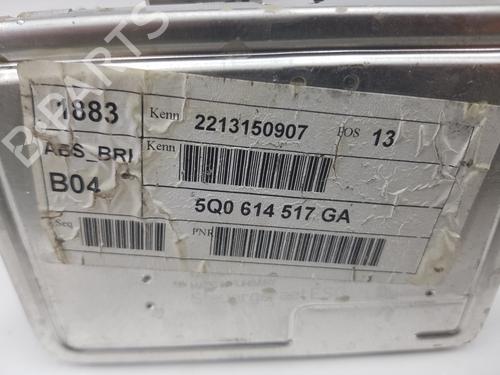 B-PARTS
1883 Kenn 2213150907 POS 13
ABS_BRI Kenn
B04
5Q0 614 517 GA
Seq PNR